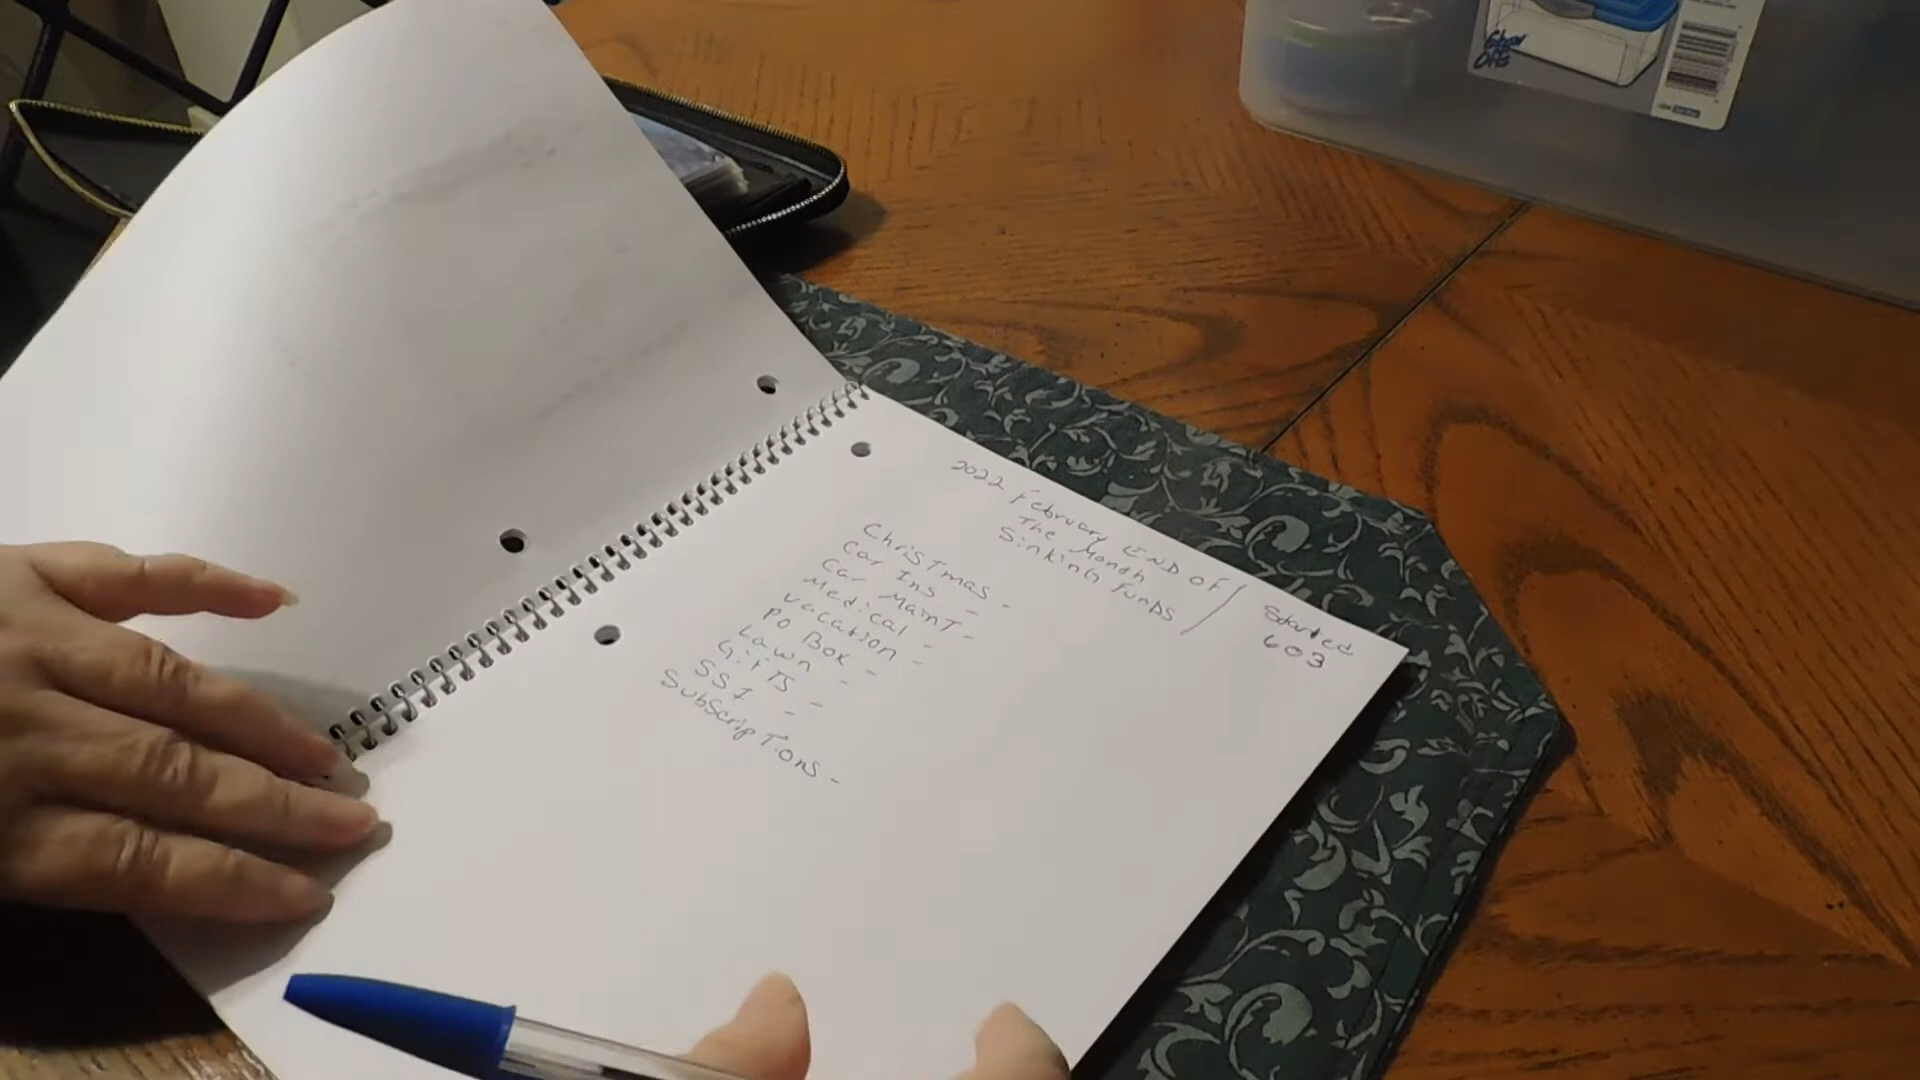 2022 February END OF
The Month
Sinking Funds
Started
603
Christmas -
Car Ins -
Car MainT -
Medical -
vacation -
PO Box -
Lawn -
GifTS -
SSI -
SubScripTions -